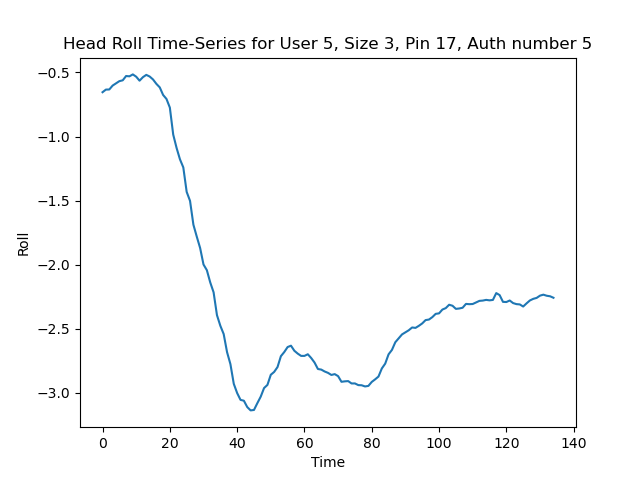 Head Roll Time-Series for User 5, Size 3, Pin 17, Auth number 5
−0.5
−1.0
−1.5
−2.0
−2.5
−3.0
Roll
0 20 40 60 80 100 120 140
Time